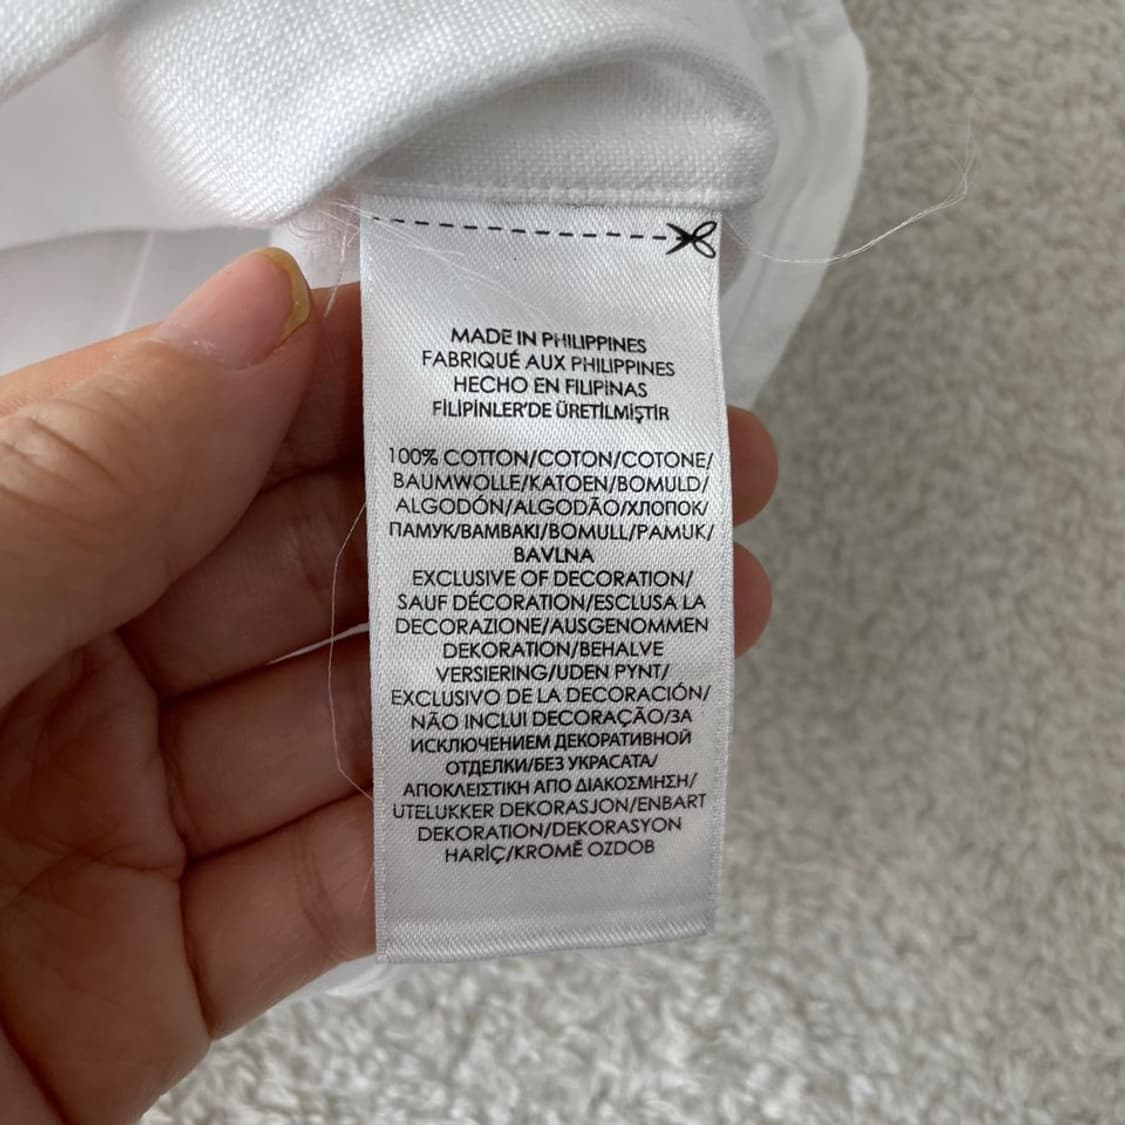 MADE IN PHILIPPINES
FABRIQUÉ AUX PHILIPPINES
HECHO EN FILIPINAS
FİLİPİNLER'DE ÜRETİLMİŞTİR
100% COTTON/COTON/COTONE/
BAUMWOLLE/KATOEN/BOMULD/
ALGODÓN/ALGODÃO/ХЛОПОК/
ПАМУК/ΒΑΜΒΑΚΙ/BOMULL/PAMUK/
BAVLNA
EXCLUSIVE OF DECORATION/
SAUF DÉCORATION/ESCLUSA LA
DECORAZIONE/AUSGENOMMEN
DEKORATION/BEHALVE
VERSIERING/UDEN PYNT/
EXCLUSIVO DE LA DECORACIÓN/
NÃO INCLUI DECORAÇÃO/ЗА
ИСКЛЮЧЕНИЕМ ДЕКОРАТИВНОЙ
ОТДЕЛКИ/БЕЗ УКРАСАТА/
ΑΠΟΚΛΕΙΣΤΙΚΗ ΑΠΟ ΔΙΑΚΟΣΜΗΣΗ/
UTELUKKER DEKORASJON/ENBART
DEKORATION/DEKORASYON
HARİÇ/KROMĚ OZDOB